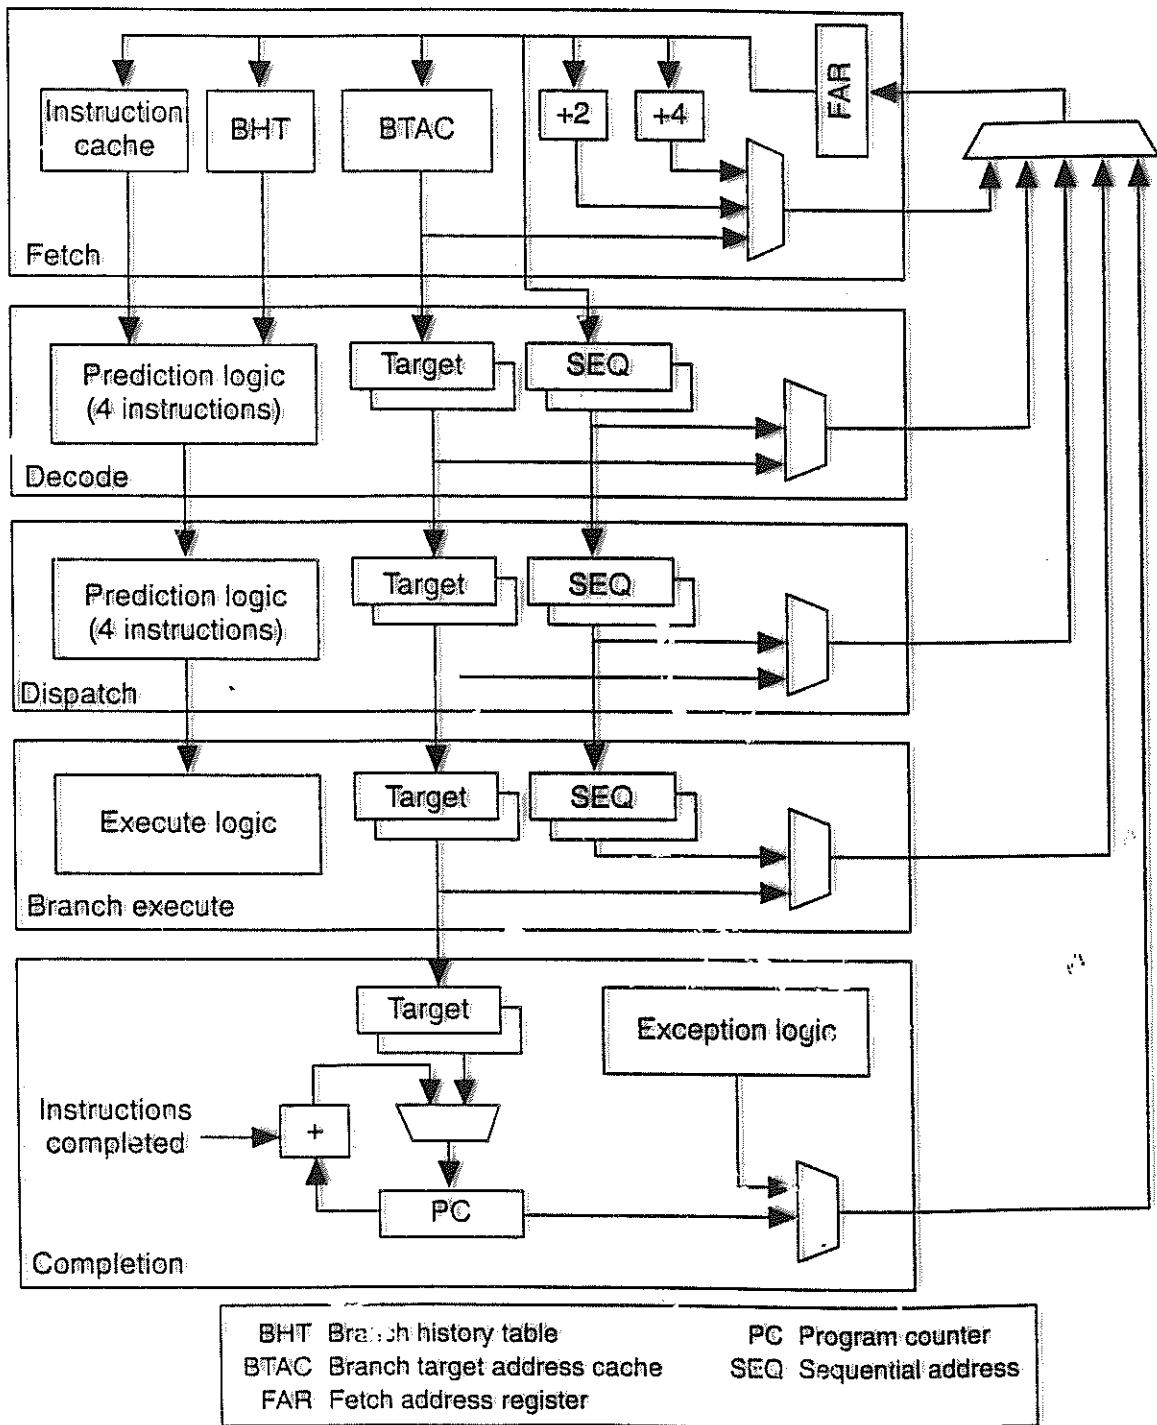 FAR
Instruction
cache
BHT
BTAC
+2
+4
Fetch
Prediction logic
(4 instructions)
Target
SEQ
Decode
Prediction logic
(4 instructions)
Target
SEQ
Dispatch
Execute logic
Target
SEQ
Branch execute
Target
Exception logic
Instructions
completed
+
PC
Completion
BHT Branch history table
BTAC Branch target address cache
FAR Fetch address register
PC Program counter
SEQ Sequential address